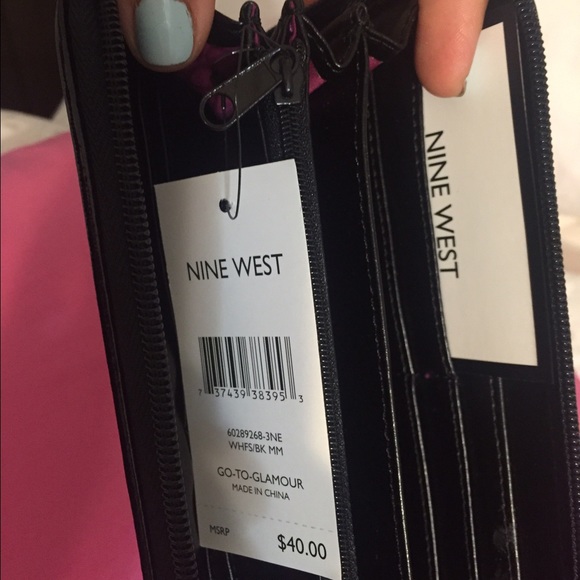 NINE WEST
7 37439 38395 3
60289268-3NE
WHFS/BK MM
GO-TO-GLAMOUR
MADE IN CHINA
MSRP $40.00
NINE WEST